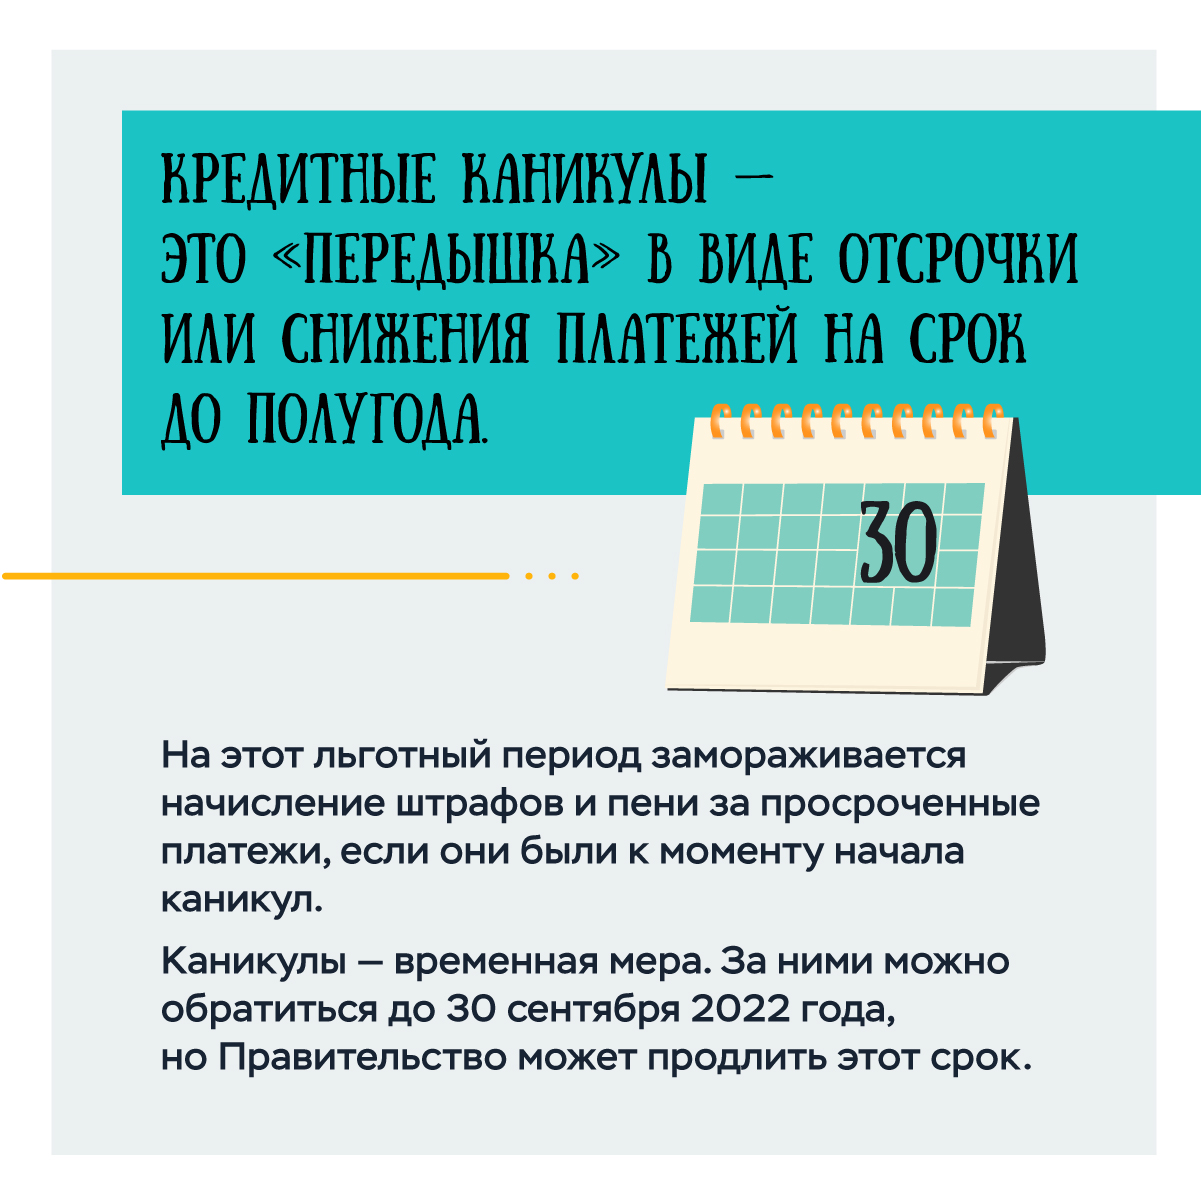 КРЕДИТНЫЕ КАНИКУЛЫ —
ЭТО «ПЕРЕДЫШКА» В ВИДЕ ОТСРОЧКИ
ИЛИ СНИЖЕНИЯ ПЛАТЕЖЕЙ НА СРОК
ДО ПОЛУГОДА.
30
На этот льготный период замораживается
начисление штрафов и пени за просроченные
платежи, если они были к моменту начала
каникул.
Каникулы — временная мера. За ними можно
обратиться до 30 сентября 2022 года,
но Правительство может продлить этот срок.